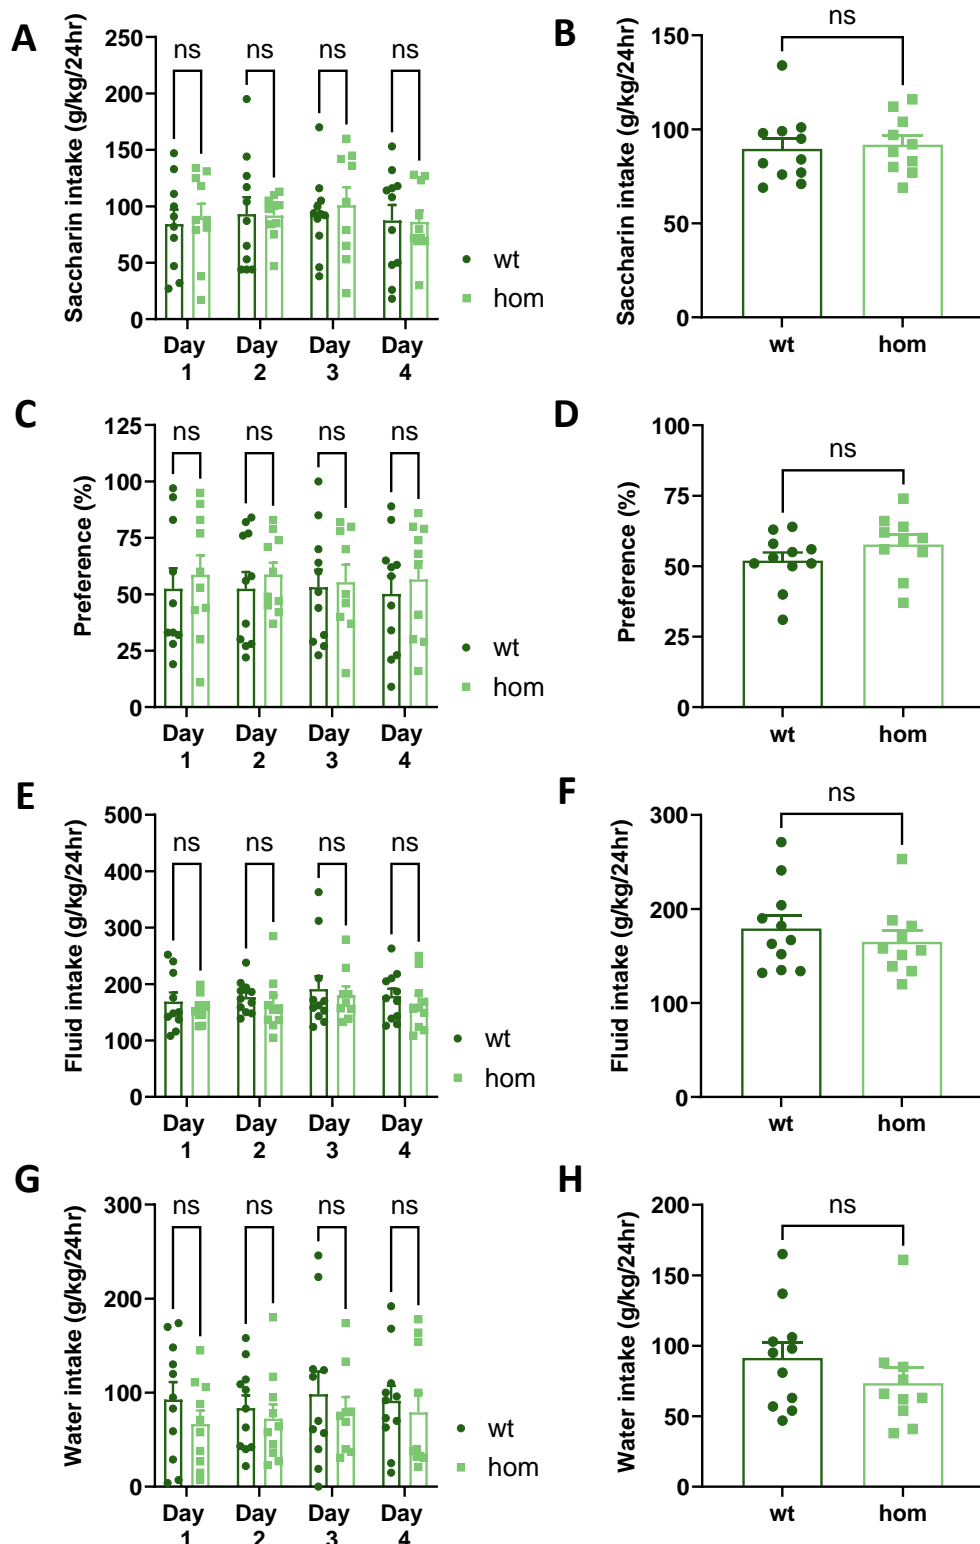 A
Saccharin intake (g/kg/24hr)
250
200
150
100
50
0
ns ns ns ns
Day 1
Day 2
Day 3
Day 4
wt
hom
B
Saccharin intake (g/kg/24hr)
150
100
50
0
ns
wt hom
C
Preference (%)
125
100
75
50
25
0
ns ns ns ns
Day 1
Day 2
Day 3
Day 4
wt
hom
D
Preference (%)
100
75
50
25
0
ns
wt hom
E
Fluid intake (g/kg/24hr)
500
400
300
200
100
0
ns ns ns ns
Day 1
Day 2
Day 3
Day 4
wt
hom
F
Fluid intake (g/kg/24hr)
300
200
100
0
ns
wt hom
G
Water intake (g/kg/24hr)
300
200
100
0
ns ns ns ns
Day 1
Day 2
Day 3
Day 4
wt
hom
H
Water intake (g/kg/24hr)
200
150
100
50
0
ns
wt hom